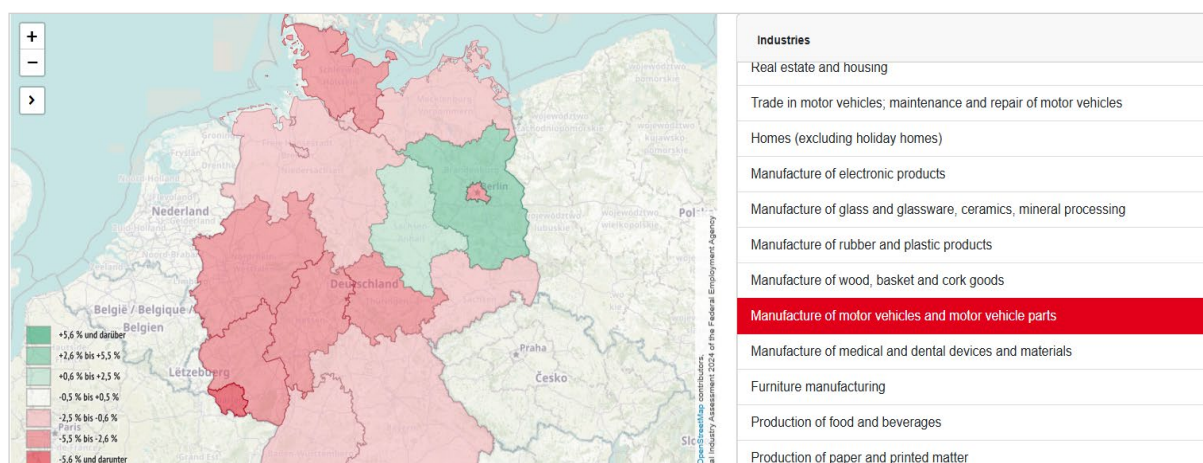 +
−
›
Schleswig
Nederland
België / Belgique /
Belgien
Lëtzebuerg
Deutschland
Berlin
Praha
Česko
Paris
+5,6 % und darüber
+2,6 % bis +5,5 %
+0,6 % bis +2,5 %
-0,5 % bis +0,5 %
-2,5 % bis -0,6 %
-5,5 % bis -2,6 %
-5,6 % und darunter
OpenStreetMap contributors,
al Industry Assessment 2024 of the Federal Employment Agency
Industries
Real estate and housing
Trade in motor vehicles; maintenance and repair of motor vehicles
Homes (excluding holiday homes)
Manufacture of electronic products
Manufacture of glass and glassware, ceramics, mineral processing
Manufacture of rubber and plastic products
Manufacture of wood, basket and cork goods
Manufacture of motor vehicles and motor vehicle parts
Manufacture of medical and dental devices and materials
Furniture manufacturing
Production of food and beverages
Production of paper and printed matter